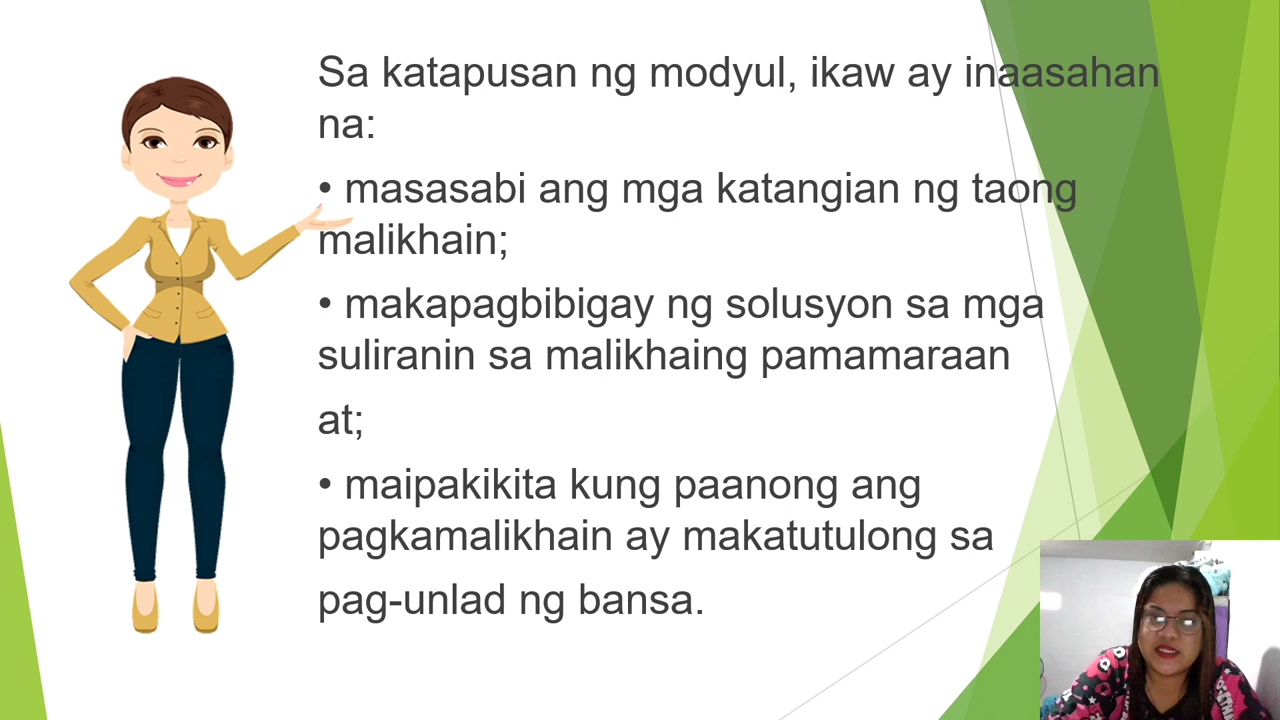 Sa katapusan ng modyul, ikaw ay inaasahan
na:
• masasabi ang mga katangian ng taong
malikhain;
• makapagbibigay ng solusyon sa mga
suliranin sa malikhaing pamamaraan
at;
• maipakikita kung paanong ang
pagkamalikhain ay makatutulong sa
pag-unlad ng bansa.